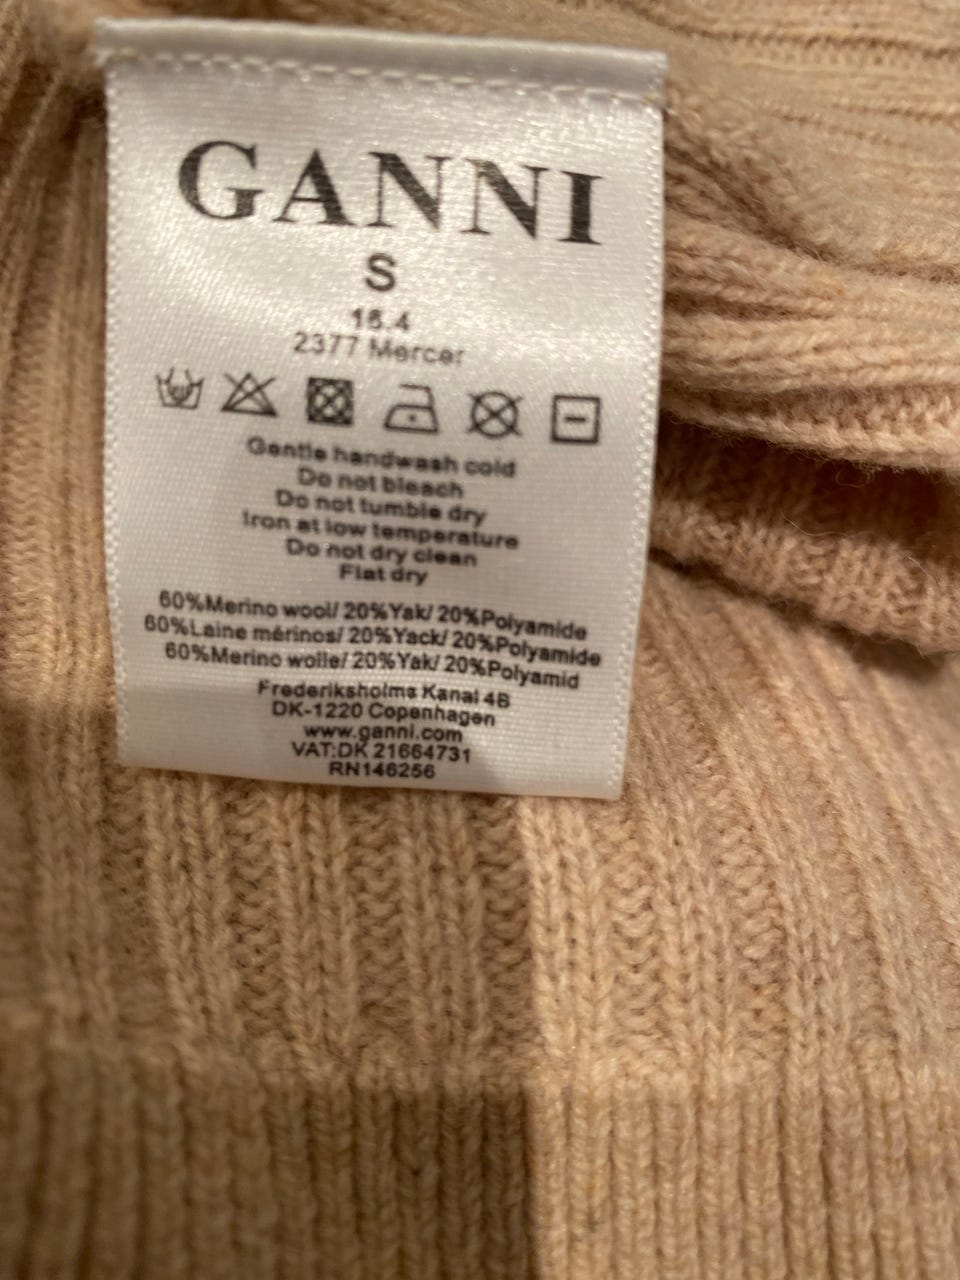 GANNI
S
16.4
2377 Mercer
Gentle handwash cold
Do not bleach
Do not tumble dry
Iron at low temperature
Do not dry clean
Flat dry
60%Merino wool/ 20%Yak/ 20%Polyamide
60%Laine mérinos/ 20%Yack/ 20%Polyamide
60%Merino wolle/ 20%Yak/ 20%Polyamid
Frederiksholms Kanal 4B
DK-1220 Copenhagen
www.ganni.com
VAT:DK 21664731
RN146256